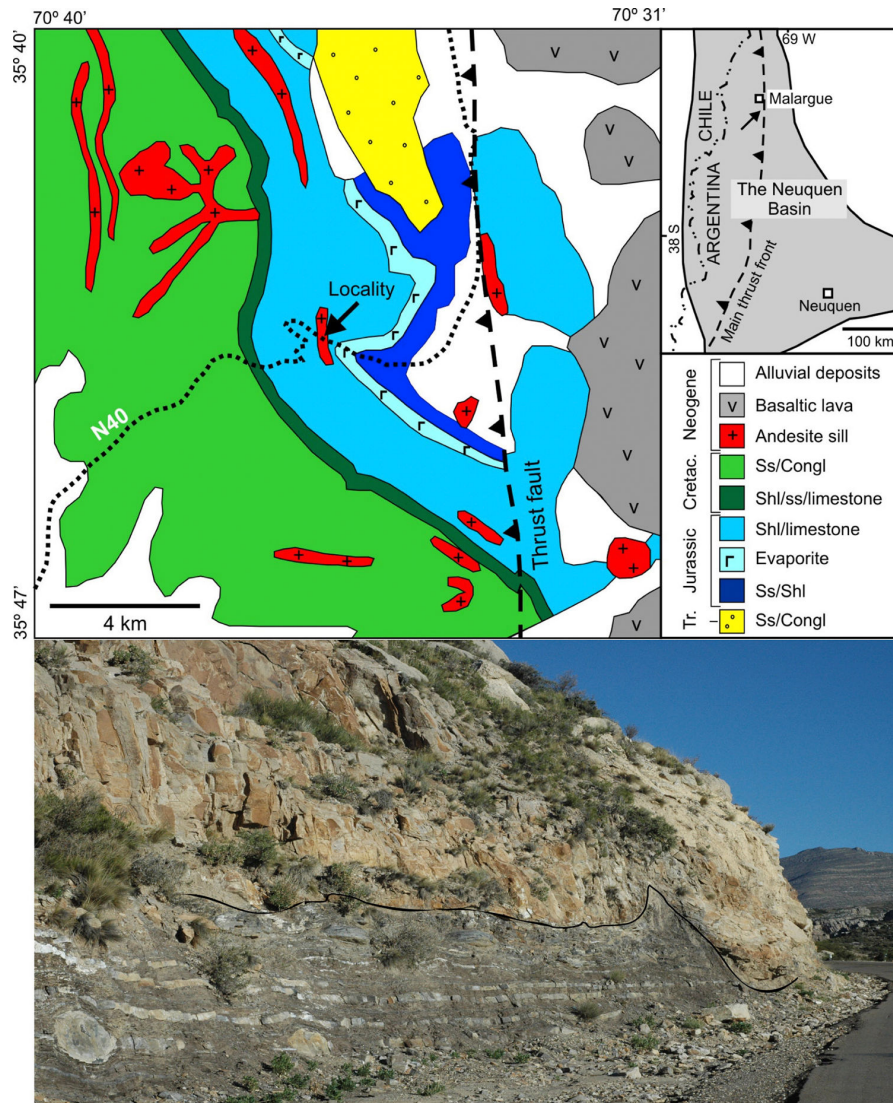 70º 40'
70º 31'
35º 40'
35º 47'
Locality
N40
Thrust fault
4 km
69 W
CHILE
ARGENTINA
Malargue
The Neuquen
Basin
38 S
Main thrust front
Neuquen
100 km
Neogene
Cretac.
Jurassic
Tr.
Alluvial deposits
Basaltic lava
Andesite sill
Ss/Congl
Shl/ss/limestone
Shl/limestone
Evaporite
Ss/Shl
Ss/Congl